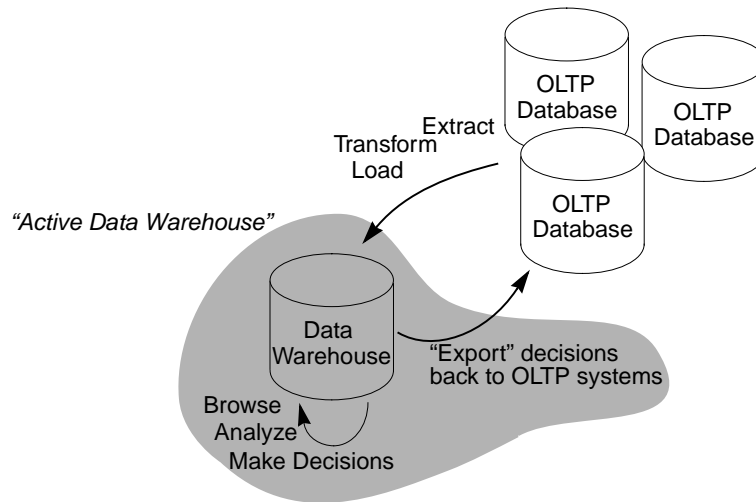 OLTP
Database
OLTP
Database
Extract
Transform
Load
OLTP
Database
“Active Data Warehouse”
Data
Warehouse
“Export” decisions
back to OLTP systems
Browse
Analyze
Make Decisions